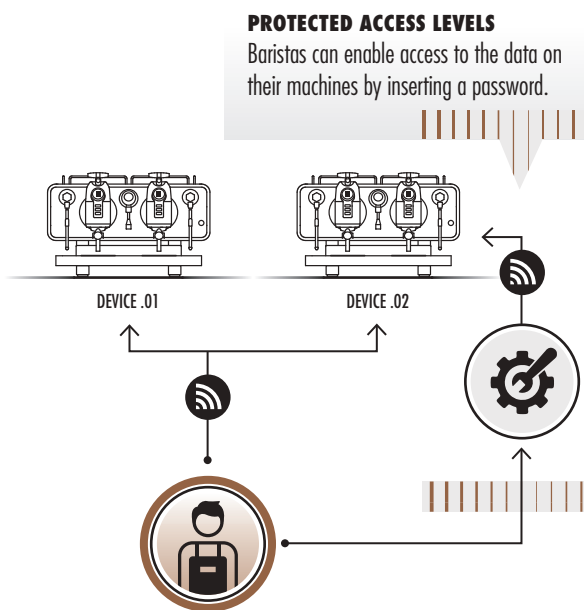 PROTECTED ACCESS LEVELS
Baristas can enable access to the data on
their machines by inserting a password.
DEVICE .01
DEVICE .02